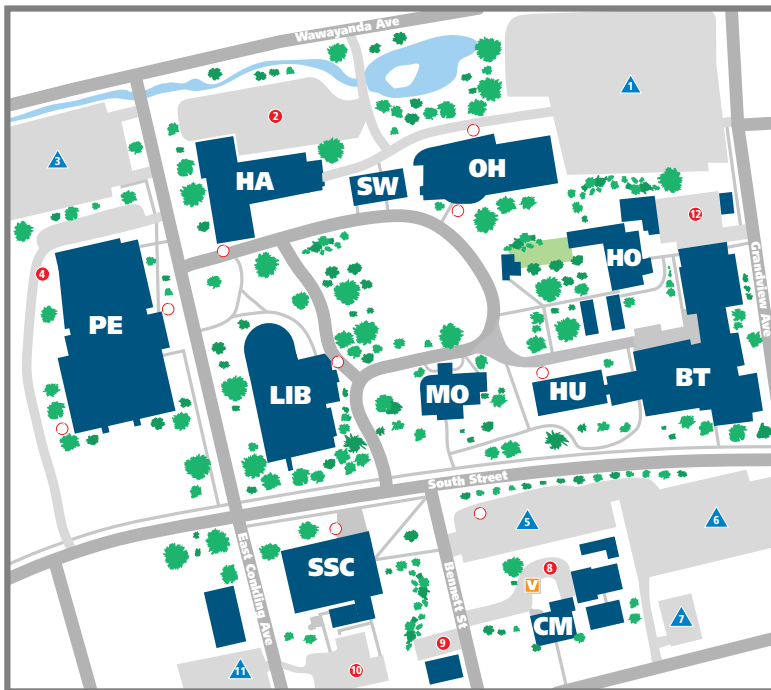 Wawayanda Ave
1
2
3
OH
HA
SW
12
HO
Grandview Ave
4
PE
BT
LIB
MO
HU
South Street
5
6
East Conkling Ave
SSC
Bennett St
8
V
7
CM
9
10
11